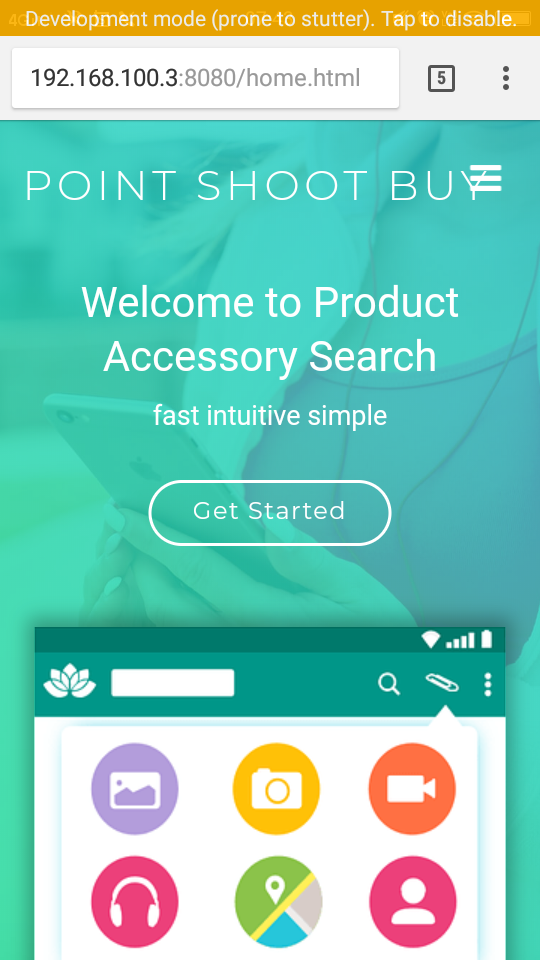 Development mode (prone to stutter). Tap to disable.
192.168.100.3:8080/home.html
5
POINT SHOOT BUY
Welcome to Product
Accessory Search
fast intuitive simple
Get Started